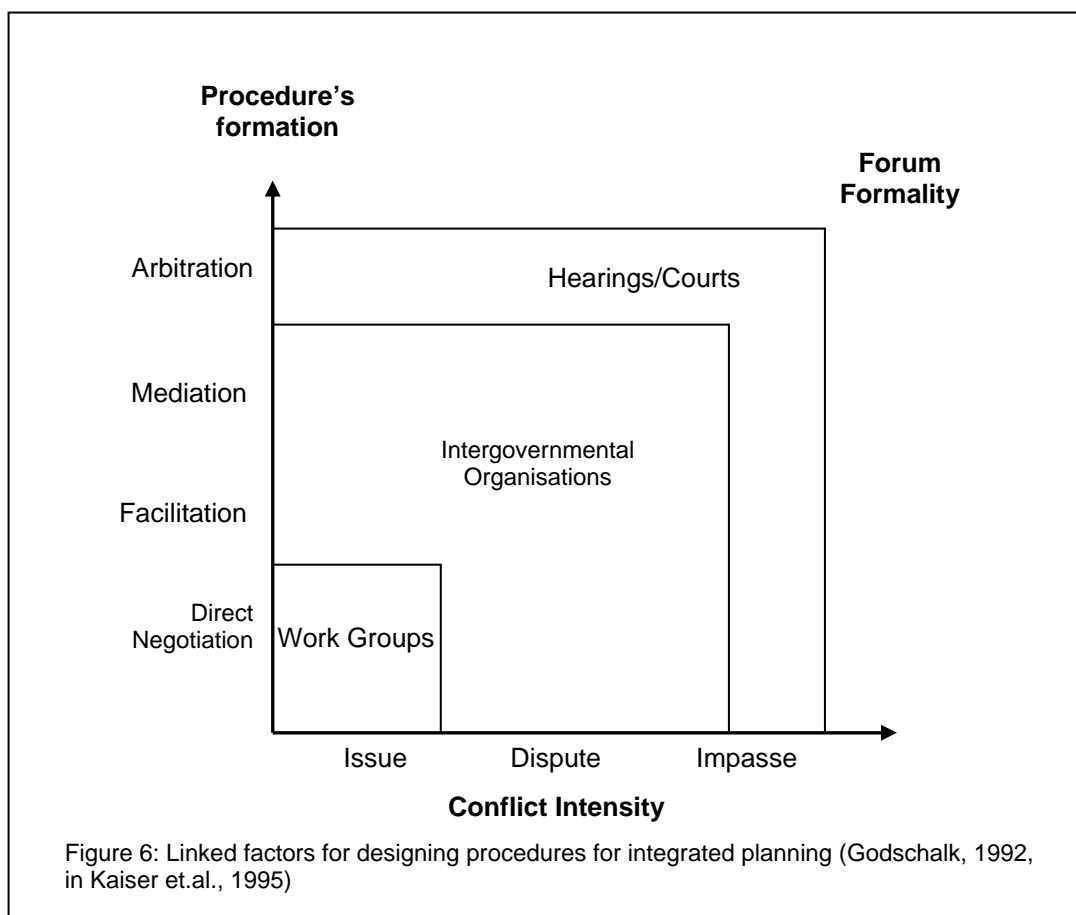 Procedure’s
formation
Forum
Formality
Arbitration
Hearings/Courts
Mediation
Intergovernmental
Organisations
Facilitation
Direct
Negotiation
Work Groups
Issue
Dispute
Impasse
Conflict Intensity
Figure 6: Linked factors for designing procedures for integrated planning (Godschalk, 1992,
in Kaiser et.al., 1995)